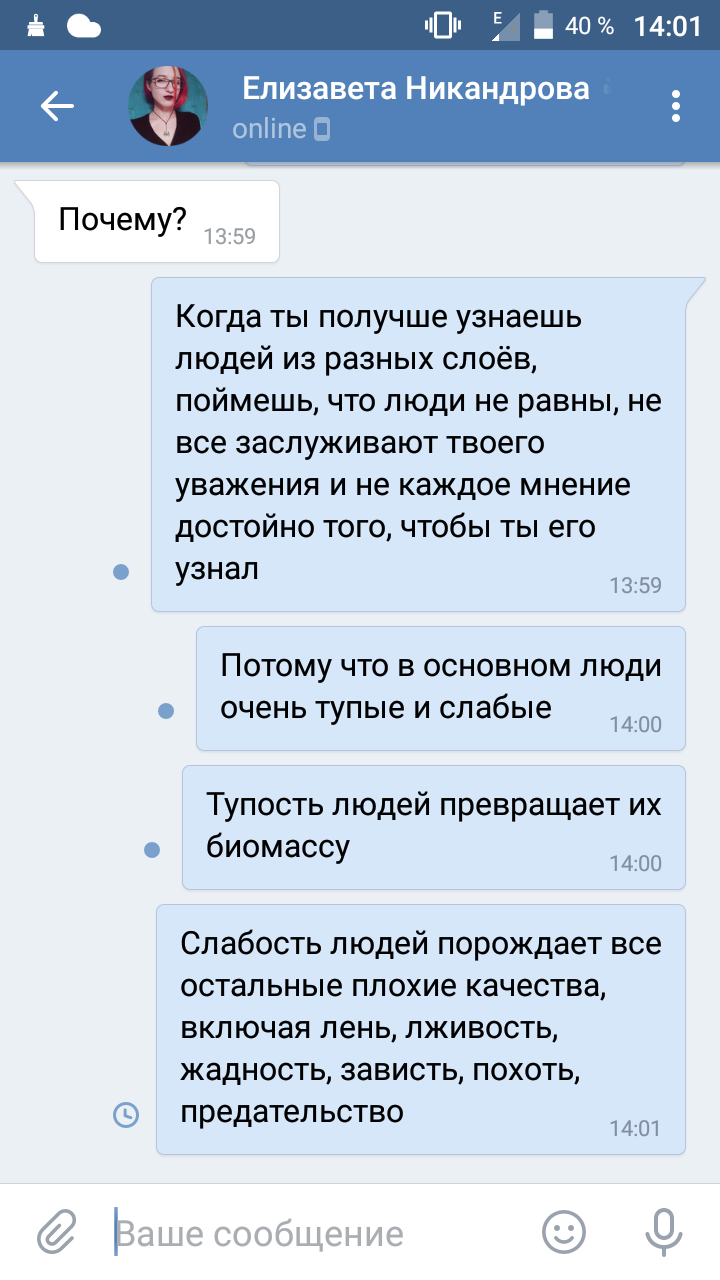 E 40 % 14:01
Елизавета Никандрова
online
Почему?
13:59
Когда ты получше узнаешь
людей из разных слоёв,
поймешь, что люди не равны, не
все заслуживают твоего
уважения и не каждое мнение
достойно того, чтобы ты его
узнал
13:59
Потому что в основном люди
очень тупые и слабые
14:00
Тупость людей превращает их
биомассу
14:00
Слабость людей порождает все
остальные плохие качества,
включая лень, лживость,
жадность, зависть, похоть,
предательство
14:01
Ваше сообщение